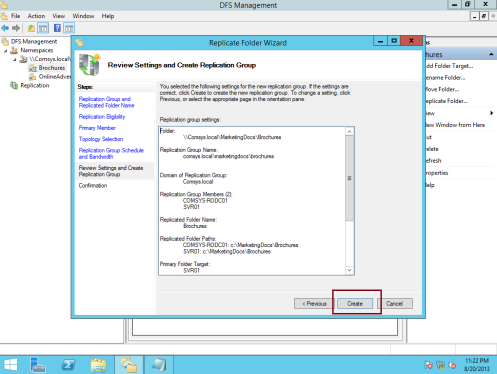 DFS Management
File Action View Window Help
DFS Management
Namespaces
\\Comsys.local\
Brochures
OnlineAdver
Replication
Replicate Folder Wizard
Review Settings and Create Replication Group
Steps:
Replication Group and
Replicated Folder Name
Replication Eligibility
Primary Member
Topology Selection
Replication Group Schedule
and Bandwidth
Review Settings and Create
Replication Group
Confirmation
You selected the following settings for the new replication group. If the settings are
correct, click Create to create the new replication group. To change a setting, click
Previous, or select the appropriate page in the orientation pane.
Replication group settings:
Folder:
\\Comsys.local\MarketingDocs\Brochures
Replication Group Name:
comsys.local\marketingdocs\brochures
Domain of Replication Group:
Comsys.local
Replication Group Members (2):
COMSYS-RODC01
SVR01
Replicated Folder Name:
Brochures
Replicated Folder Paths:
COMSYS-RODC01: c:\MarketingDocs\Brochures
SVR01: c:\MarketingDocs\Brochures
Primary Folder Target:
SVR01
< Previous
Create
Cancel
hures
dd Folder Target...
ename Folder...
ove Folder...
eplicate Folder...
ew
ew Window from Here
ut
elete
efresh
roperties
elp
11:22 PM
8/20/2013